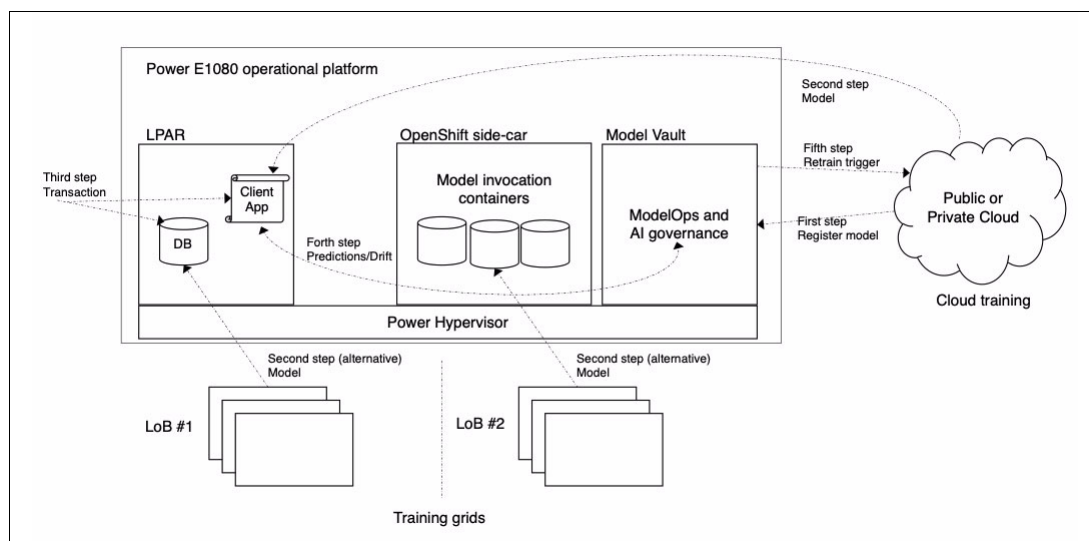 Power E1080 operational platform
Second step
Model
LPAR
OpenShift side-car
Model Vault
Fifth step
Retrain trigger
Third step
Transaction
Client
App
Model invocation
containers
Public or
Private Cloud
ModelOps and
AI governance
First step
Register model
DB
Forth step
Predictions/Drift
Cloud training
Power Hypervisor
Second step (alternative)
Model
Second step (alternative)
Model
LoB #1
LoB #2
Training grids